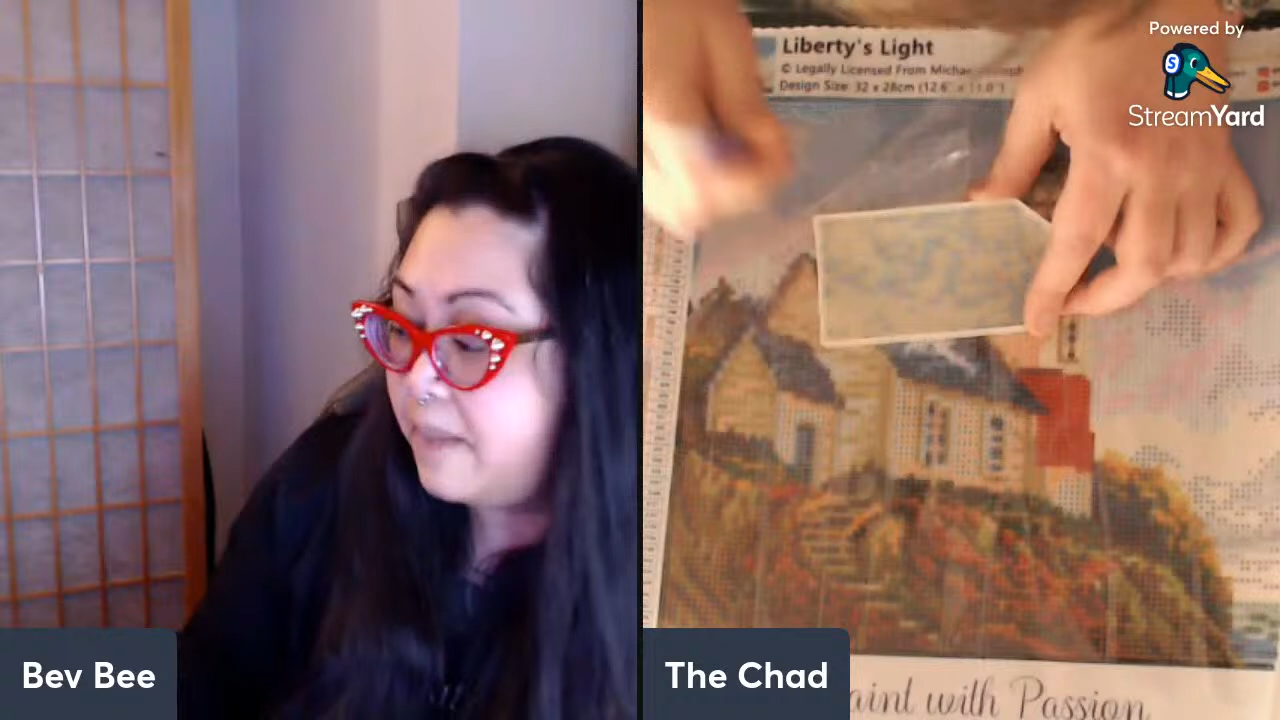 Liberty's Light
© Legally Licensed From
Design Size: 32 x 28cm (12.6" x 11.0")
Powered by
StreamYard
Bev Bee
The Chad
aint with Passion